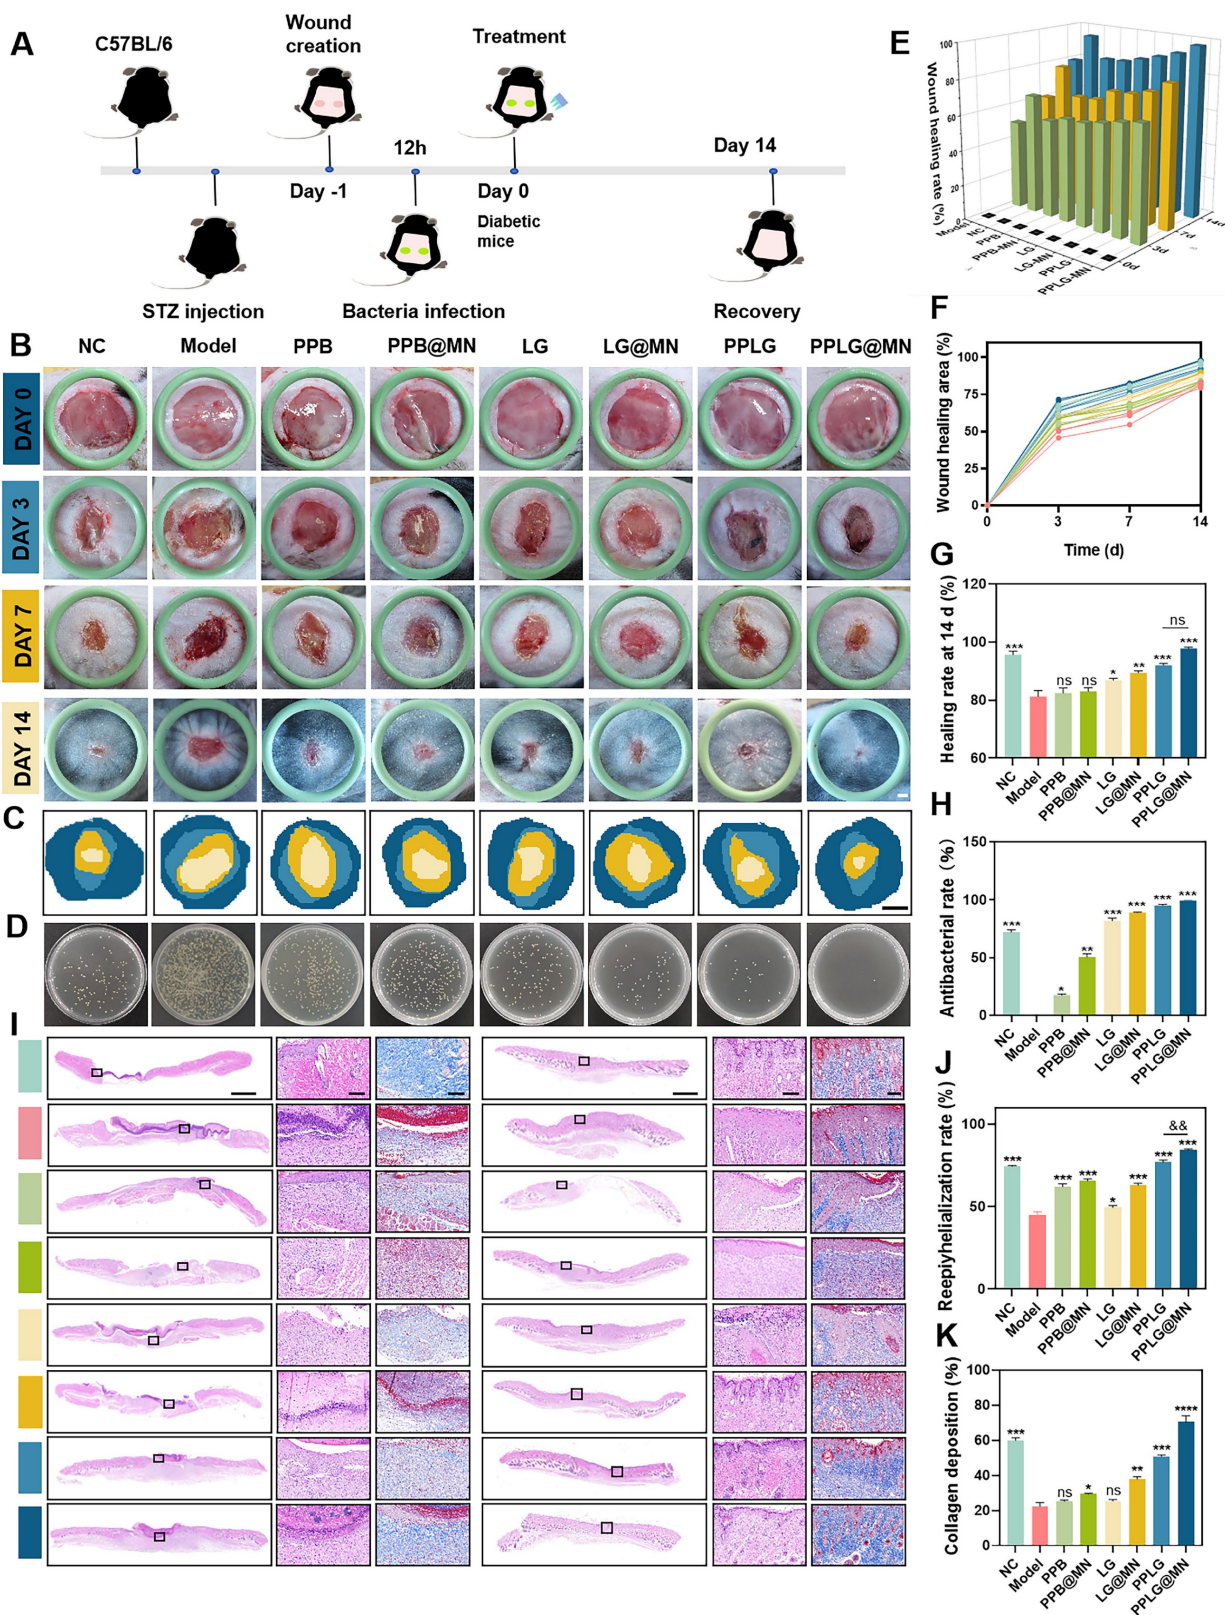 A
C57BL/6
Wound
creation
Treatment
12h
Day 14
Day -1
Day 0
Diabetic
mice
STZ injection
Bacteria infection
Recovery
B
NC
Model
PPB
PPB@MN
LG
LG@MN
PPLG
PPLG@MN
DAY 0
DAY 3
DAY 7
DAY 14
C
D
I
E
Wound healing rate (%)
100
80
60
40
20
0
Model
NC
PPB
PPB-MN
LG
LG-MN
PPLG
PPLG-MN
0d
3d
7d
14d
F
Wound healing area (%)
100
75
50
25
0
0
3
7
14
Time (d)
G
Healing rate at 14 d (%)
120
100
80
60
***
ns
ns
*
**
***
ns
***
NC
Model
PPB
PPB@MN
LG
LG@MN
PPLG
PPLG@MN
H
Antibacterial rate (%)
150
100
50
0
***
*
**
***
***
***
***
NC
Model
PPB
PPB@MN
LG
LG@MN
PPLG
PPLG@MN
J
Reepiyhelialization rate (%)
100
50
0
***
***
***
*
***
***
&&
***
NC
Model
PPB
PPB@MN
LG
LG@MN
PPLG
PPLG@MN
K
Collagen deposition (%)
100
80
60
40
20
0
***
ns
*
ns
**
***
****
NC
Model
PPB
PPB@MN
LG
LG@MN
PPLG
PPLG@MN